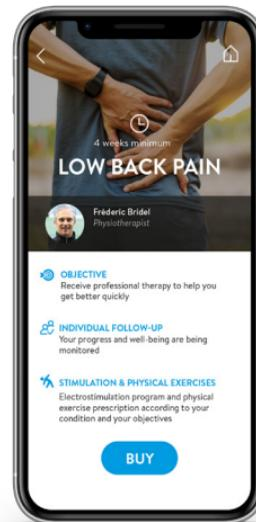 4 weeks minimum
LOW BACK PAIN
Fréderic Bridel
Physiotherapist
OBJECTIVE
Receive professional therapy to help you
get better quickly
INDIVIDUAL FOLLOW-UP
Your progress and well-being are being
monitored
STIMULATION & PHYSICAL EXERCISES
Electrostimulation program and physical
exercise prescription according to your
condition and your objectives
BUY